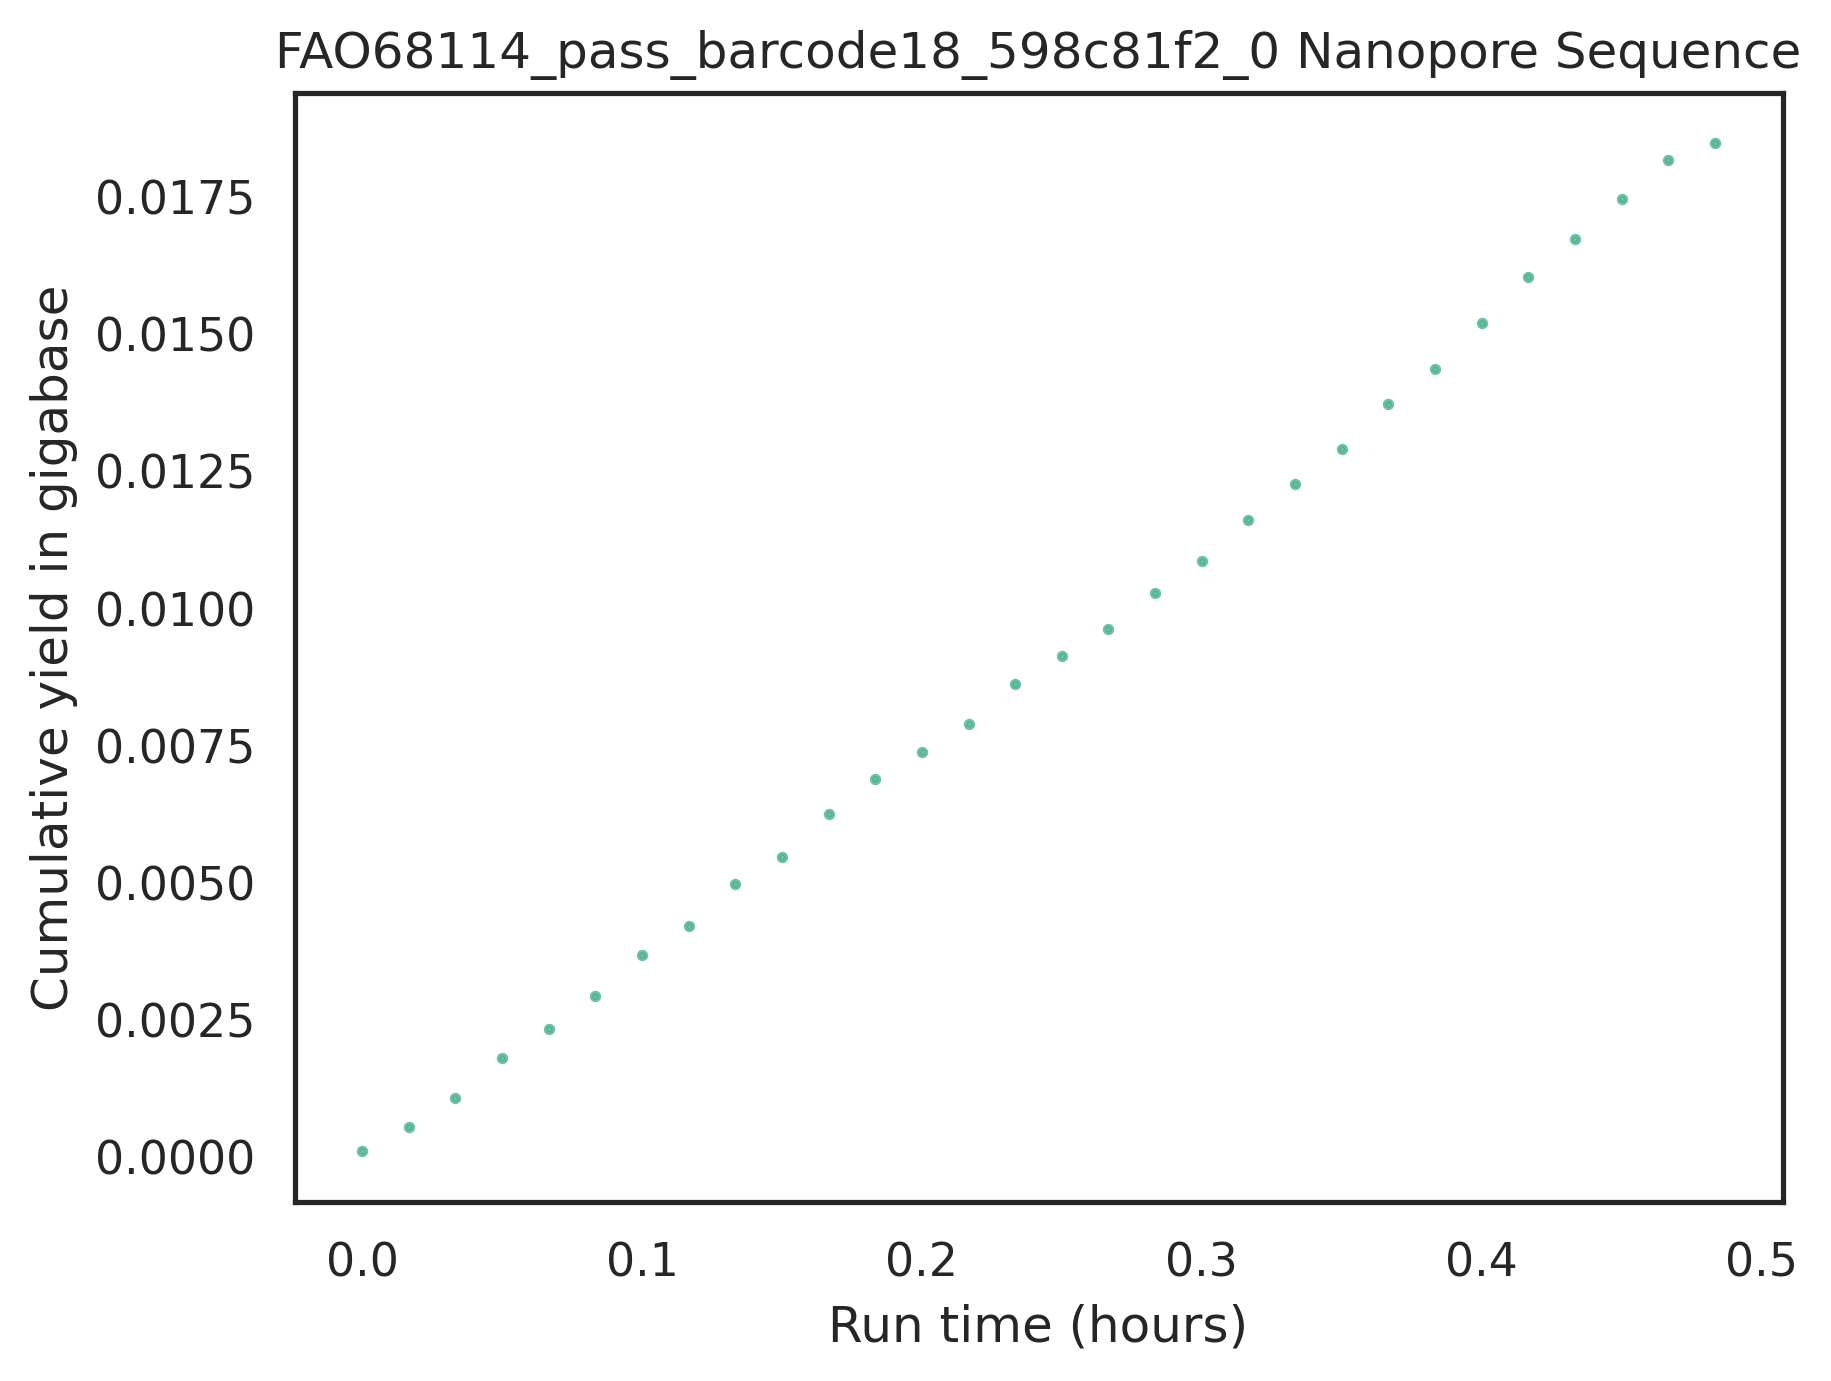 FAO68114_pass_barcode18_598c81f2_0 Nanopore Sequence
Cumulative yield in gigabase
0.0175
0.0150
0.0125
0.0100
0.0075
0.0050
0.0025
0.0000
0.0 0.1 0.2 0.3 0.4 0.5
Run time (hours)